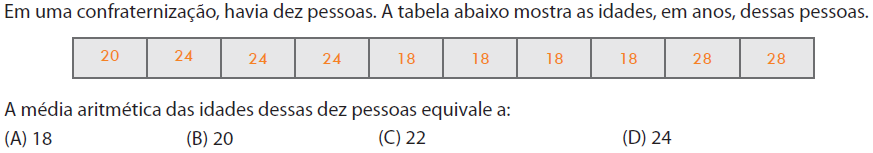 Em uma confraternização, havia dez pessoas. A tabela abaixo mostra as idades, em anos, dessas pessoas.
20 24 24 24 18 18 18 18 28 28
A média aritmética das idades dessas dez pessoas equivale a:
(A) 18 (B) 20 (C) 22 (D) 24